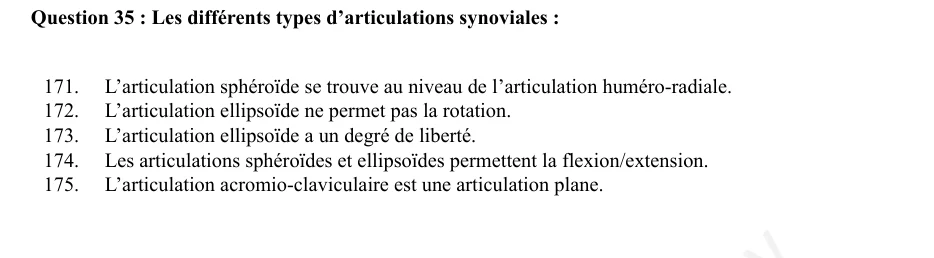 Question 35 : Les différents types d’articulations synoviales :
171. L’articulation sphéroïde se trouve au niveau de l’articulation huméro-radiale.
172. L’articulation ellipsoïde ne permet pas la rotation.
173. L’articulation ellipsoïde a un degré de liberté.
174. Les articulations sphéroïdes et ellipsoïdes permettent la flexion/extension.
175. L’articulation acromio-claviculaire est une articulation plane.